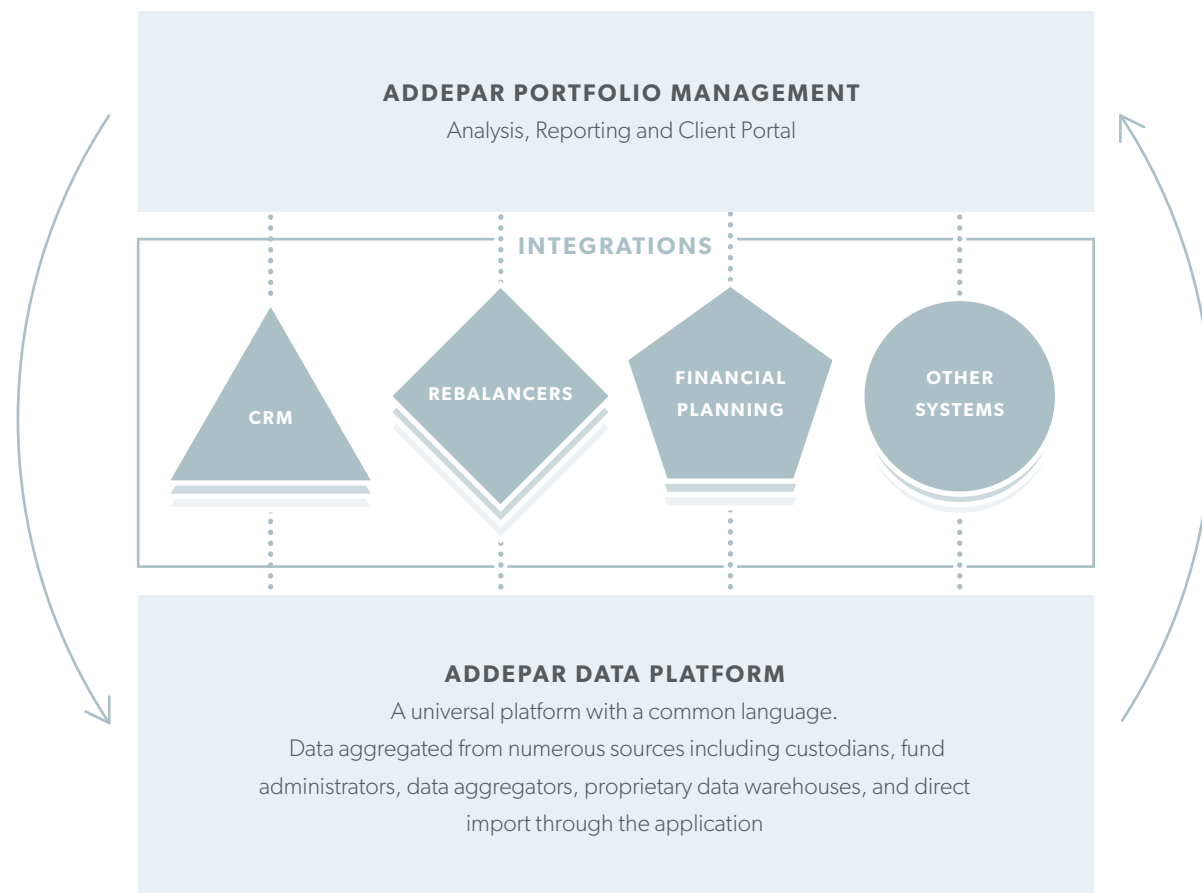 ADDEPAR PORTFOLIO MANAGEMENT
Analysis, Reporting and Client Portal
INTEGRATIONS
CRM
REBALANCERS
FINANCIAL
PLANNING
OTHER
SYSTEMS
ADDEPAR DATA PLATFORM
A universal platform with a common language.
Data aggregated from numerous sources including custodians, fund
administrators, data aggregators, proprietary data warehouses, and direct
import through the application